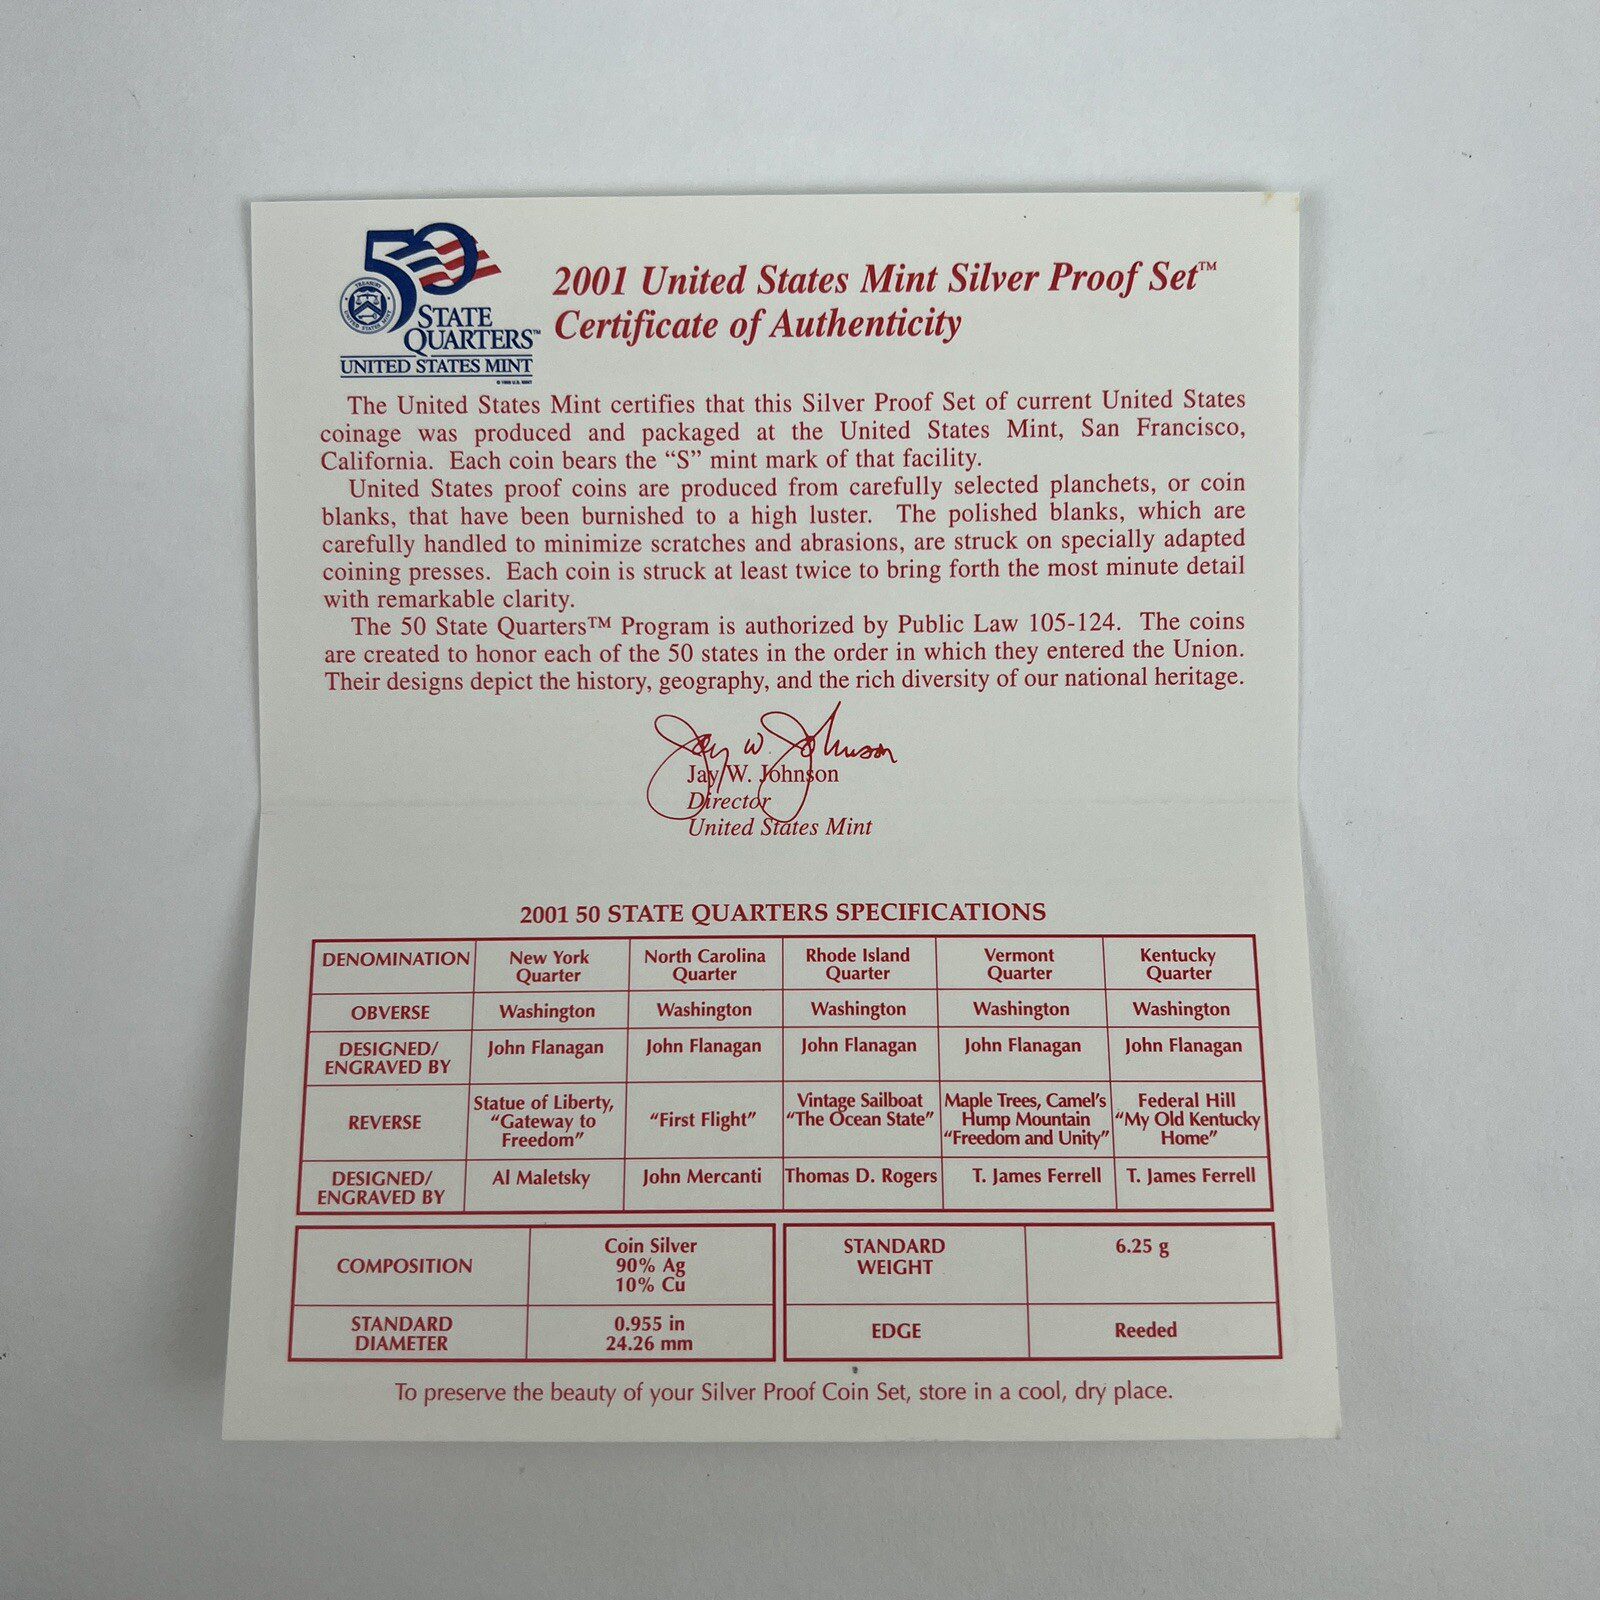 50
STATE
QUARTERS™
UNITED STATES MINT
2001 United States Mint Silver Proof Set™
Certificate of Authenticity
The United States Mint certifies that this Silver Proof Set of current United States
coinage was produced and packaged at the United States Mint, San Francisco,
California. Each coin bears the “S” mint mark of that facility.
United States proof coins are produced from carefully selected planchets, or coin
blanks, that have been burnished to a high luster. The polished blanks, which are
carefully handled to minimize scratches and abrasions, are struck on specially adapted
coining presses. Each coin is struck at least twice to bring forth the most minute detail
with remarkable clarity.
The 50 State Quarters™ Program is authorized by Public Law 105-124. The coins
are created to honor each of the 50 states in the order in which they entered the Union.
Their designs depict the history, geography, and the rich diversity of our national heritage.
Jay W. Johnson
Jay W. Johnson
Director
United States Mint
2001 50 STATE QUARTERS SPECIFICATIONS
DENOMINATION New York Quarter North Carolina Quarter Rhode Island Quarter Vermont Quarter Kentucky Quarter
OBVERSE Washington Washington Washington Washington Washington
DESIGNED/ ENGRAVED BY John Flanagan John Flanagan John Flanagan John Flanagan John Flanagan
REVERSE Statue of Liberty, “Gateway to Freedom” “First Flight” Vintage Sailboat “The Ocean State” Maple Trees, Camel’s Hump Mountain “Freedom and Unity” Federal Hill “My Old Kentucky Home”
DESIGNED/ ENGRAVED BY Al Maletsky John Mercanti Thomas D. Rogers T. James Ferrell T. James Ferrell
COMPOSITION Coin Silver 90% Ag 10% Cu
STANDARD DIAMETER 0.955 in 24.26 mm
STANDARD WEIGHT 6.25 g
EDGE Reeded
To preserve the beauty of your Silver Proof Coin Set, store in a cool, dry place.